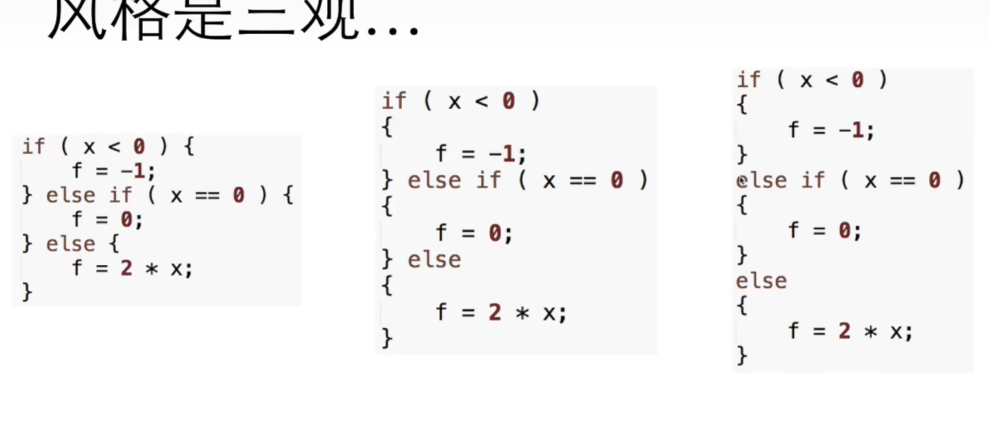 风格是三观...
if ( x < 0 ) {
    f = -1;
} else if ( x == 0 ) {
    f = 0;
} else {
    f = 2 * x;
}
if ( x < 0 )
{
    f = -1;
} else if ( x == 0 )
{
    f = 0;
} else
{
    f = 2 * x;
}
if ( x < 0 )
{
    f = -1;
}
else if ( x == 0 )
{
    f = 0;
}
else
{
    f = 2 * x;
}